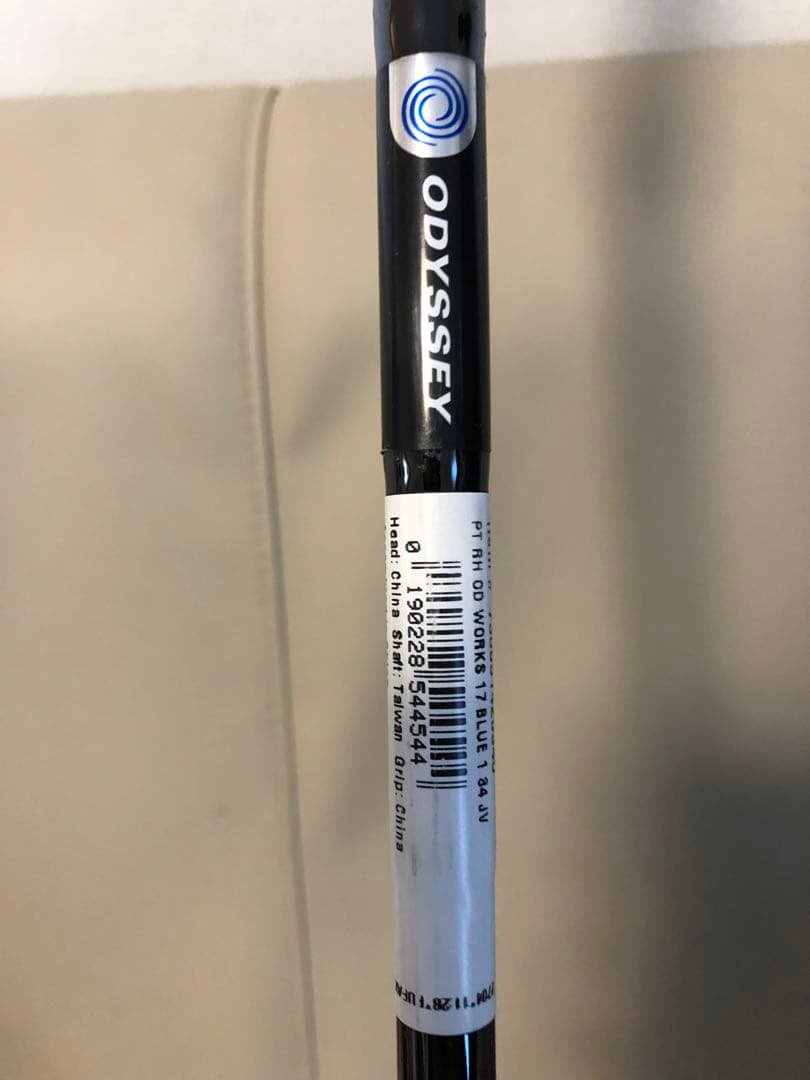 ODYSSEY
PT RH OD WORKS 17 BLUE 1 34 JV
0 190228 544544
Head: China Shaft: Taiwan Grip: China